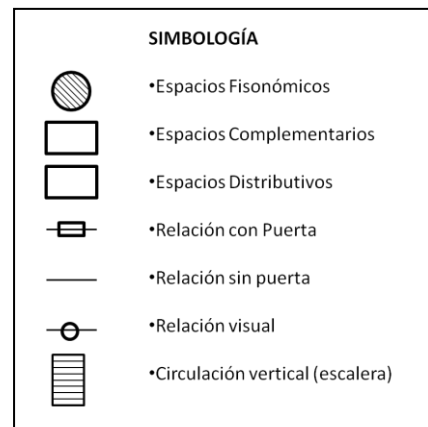 SIMBOLOGÍA
•Espacios Fisonómicos
•Espacios Complementarios
•Espacios Distributivos
•Relación con Puerta
•Relación sin puerta
•Relación visual
•Circulación vertical (escalera)